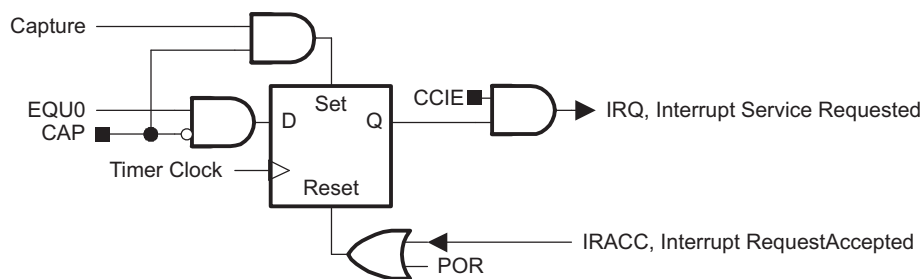 Capture
EQU0
CAP
Set
D
Q
CCIE
IRQ, Interrupt Service Requested
Timer Clock
Reset
IRACC, Interrupt RequestAccepted
POR